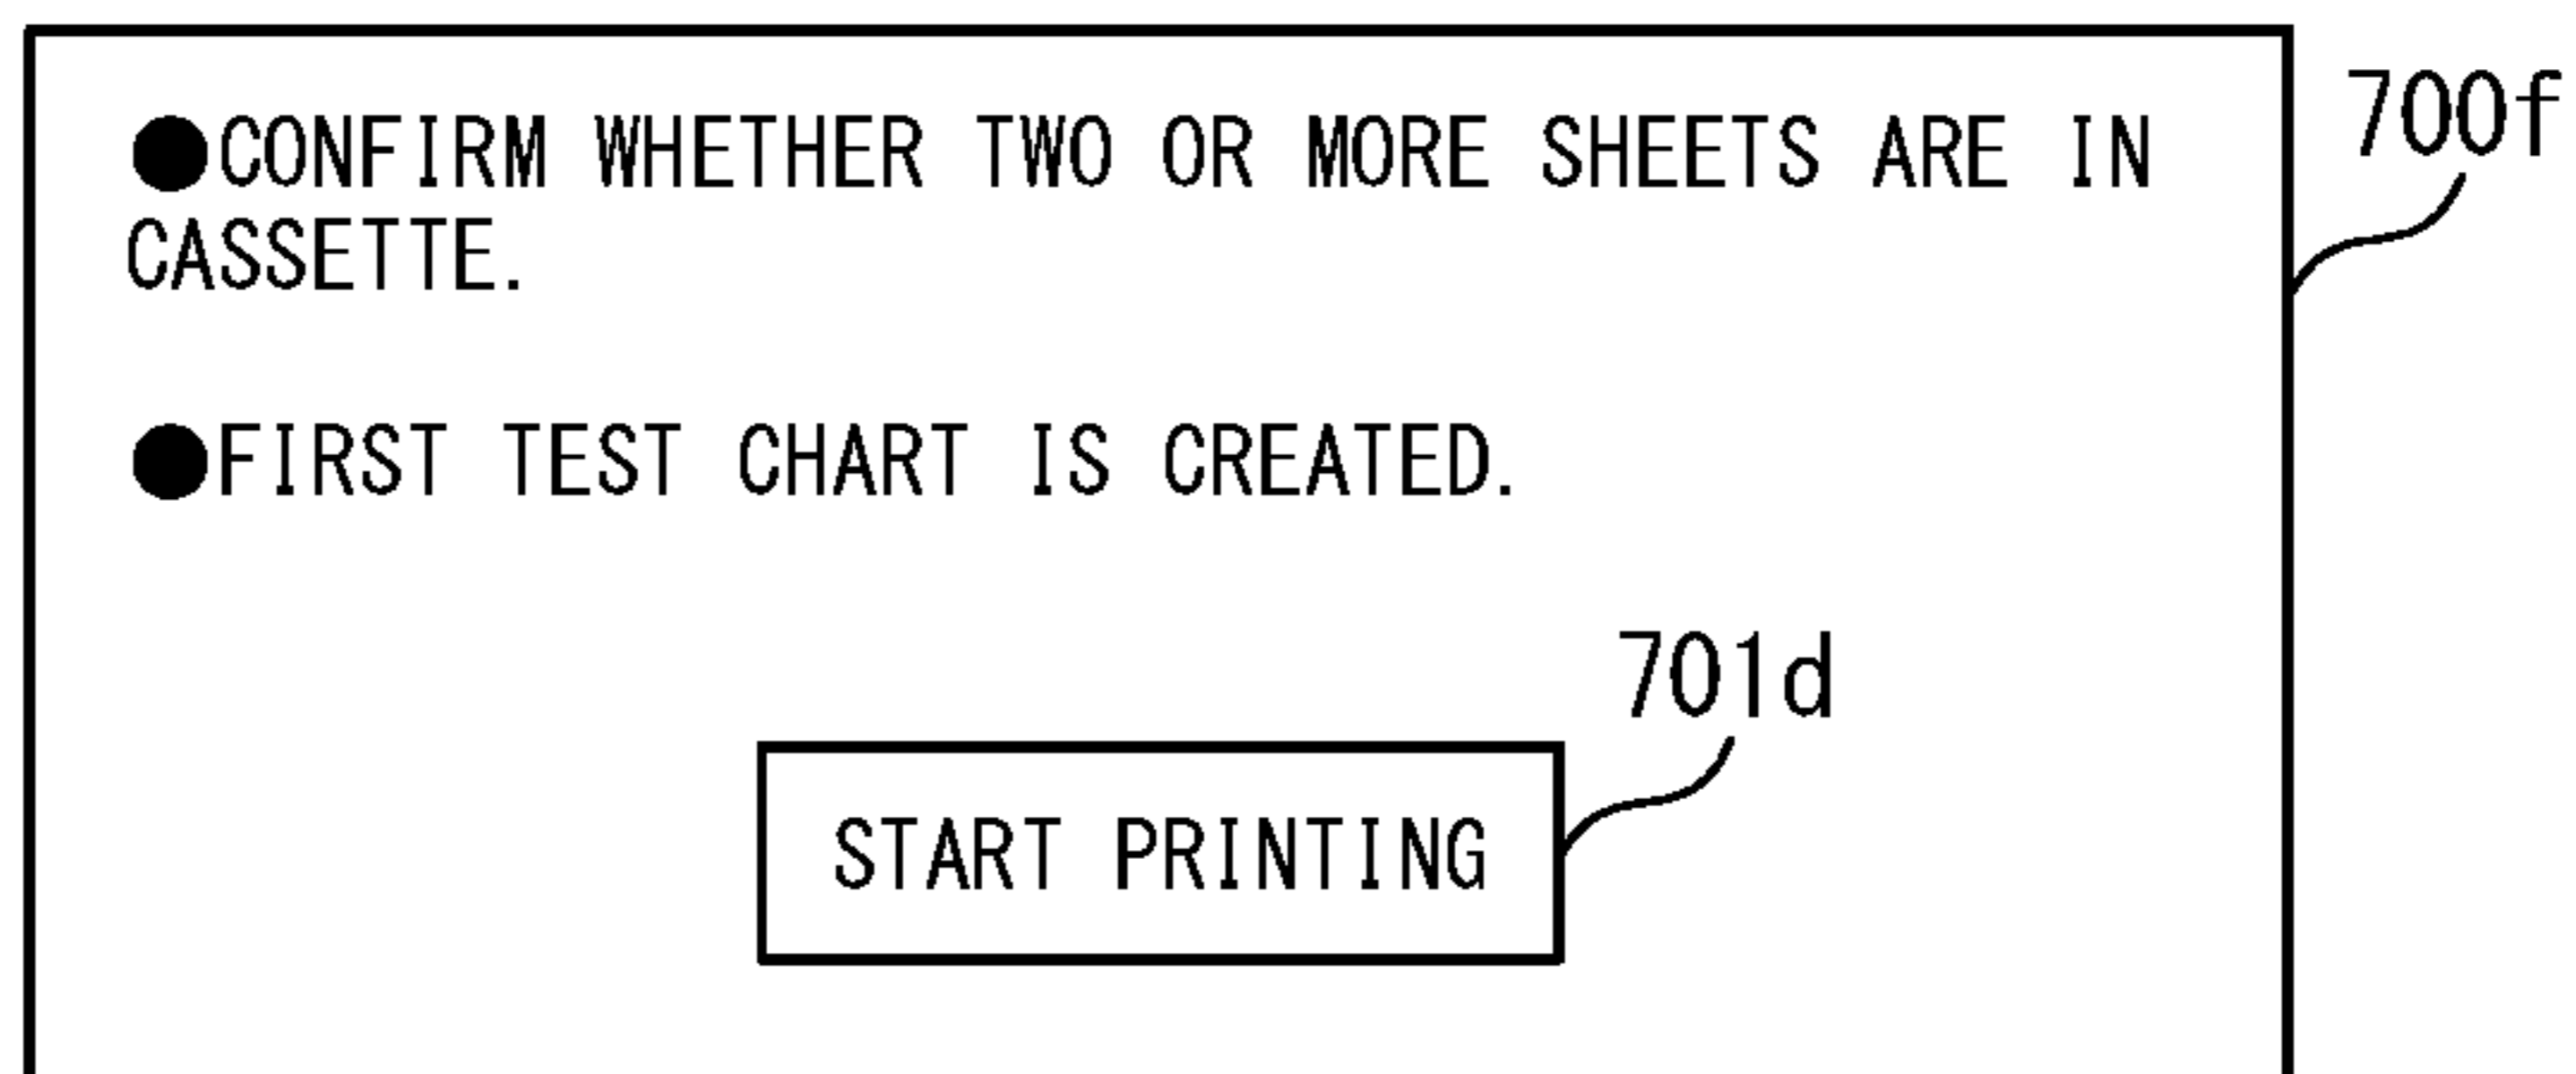 ●CONFIRM WHETHER TWO OR MORE SHEETS ARE IN
CASSETTE.
700f
●FIRST TEST CHART IS CREATED.
701d
START PRINTING